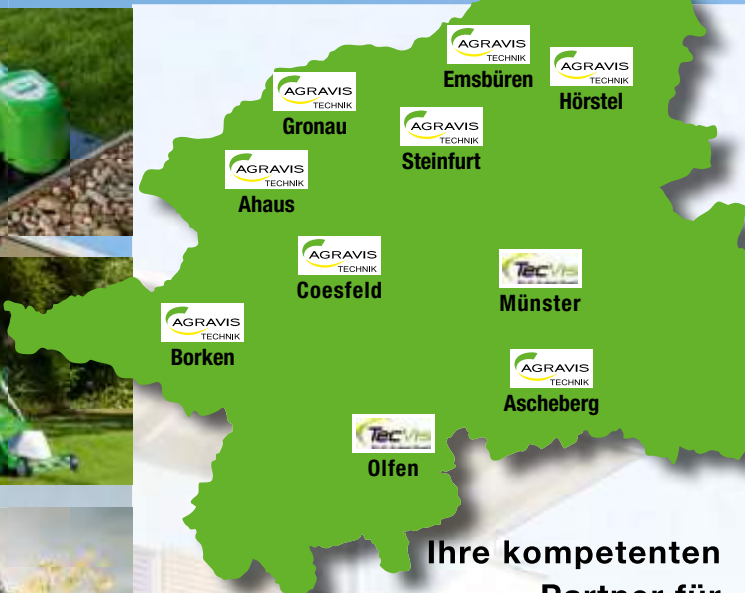 AGRAVIS
TECHNIK
Emsbüren
AGRAVIS
TECHNIK
Hörstel
AGRAVIS
TECHNIK
Gronau
AGRAVIS
TECHNIK
Steinfurt
AGRAVIS
TECHNIK
Ahaus
AGRAVIS
TECHNIK
Coesfeld
TecVis
Münster
AGRAVIS
TECHNIK
Borken
AGRAVIS
TECHNIK
Ascheberg
TecVis
Olfen
Ihre kompetenten
Partner für